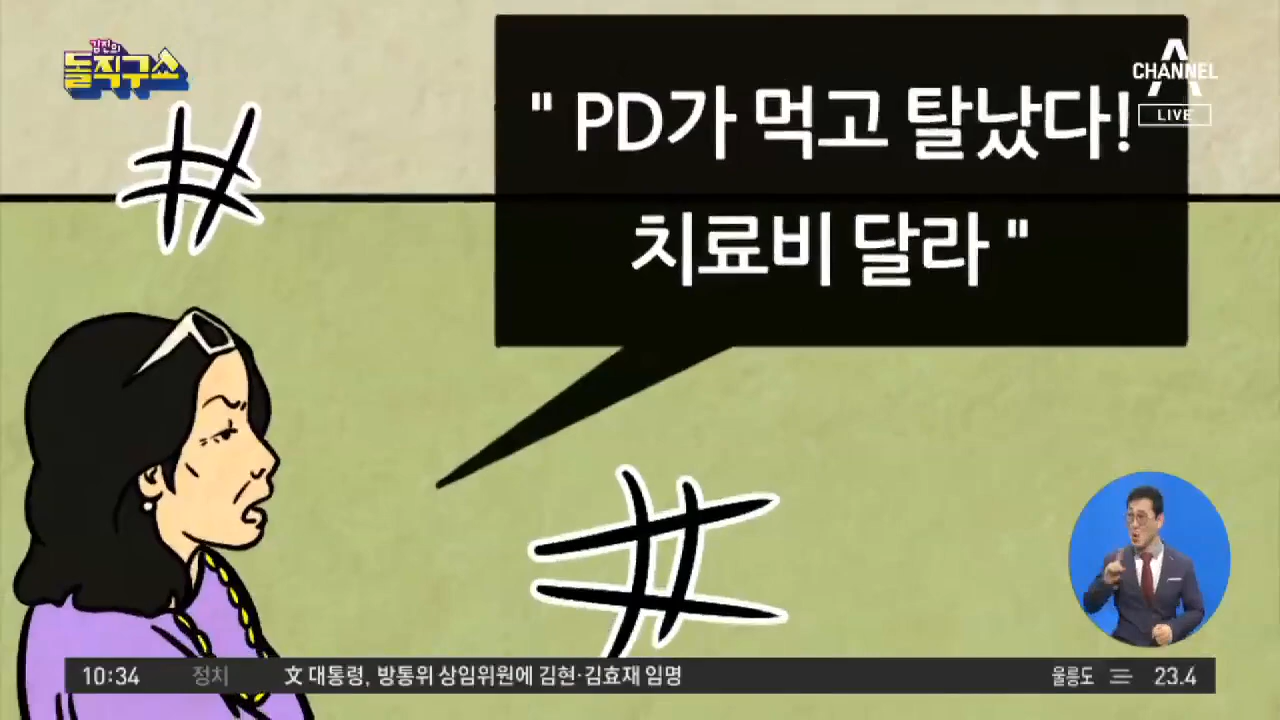 김진의
돌직구쇼
CHANNEL A
LIVE
" PD가 먹고 탈났다!
치료비 달라 "
10:34 정치 文 대통령, 방통위 상임위원에 김현·김효재 임명 울릉도 23.4